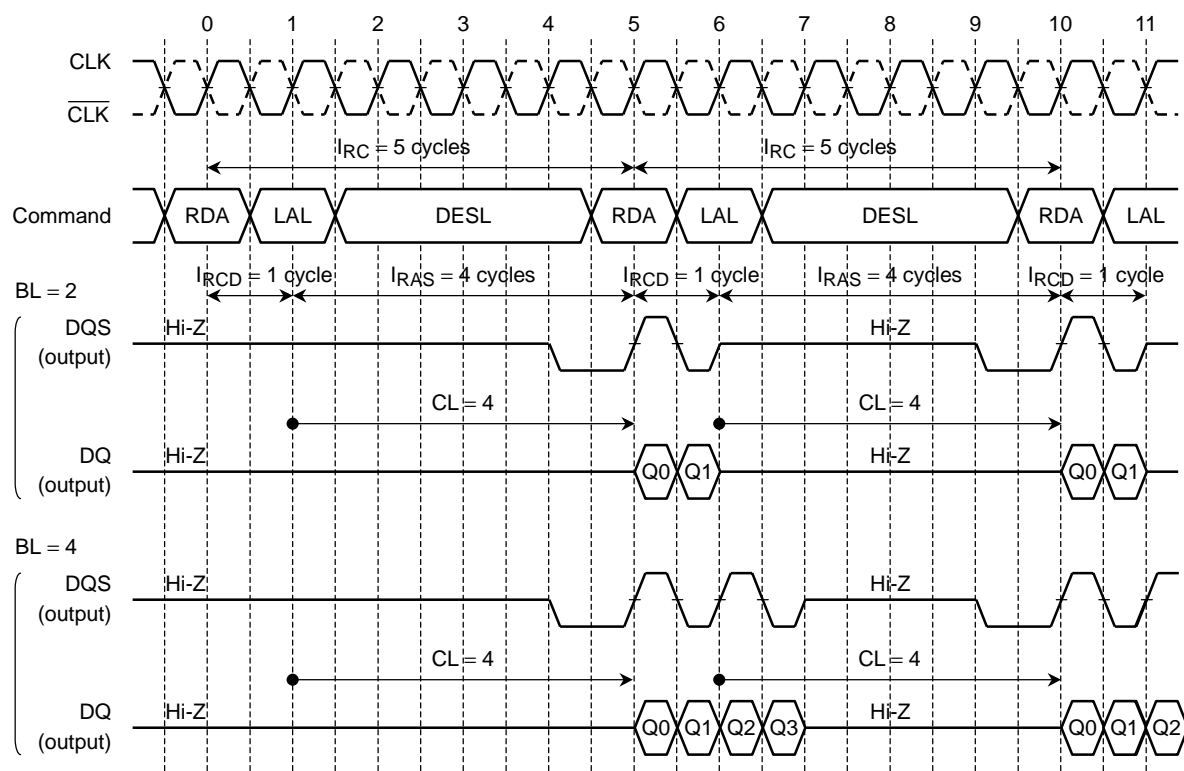 0 1 2 3 4 5 6 7 8 9 10 11
CLK
CLK
IRC = 5 cycles IRC = 5 cycles
Command RDA LAL DESL RDA LAL DESL RDA LAL
IRCD = 1 cycle IRAS = 4 cycles IRCD = 1 cycle IRAS = 4 cycles IRCD = 1 cycle
BL = 2
DQS Hi-Z Hi-Z
(output)
CL = 4 CL = 4
DQ Hi-Z Q0 Q1 Hi-Z Q0 Q1
(output)
BL = 4
DQS Hi-Z Hi-Z
(output)
CL = 4 CL = 4
DQ Hi-Z Q0 Q1 Q2 Q3 Hi-Z Q0 Q1 Q2
(output)